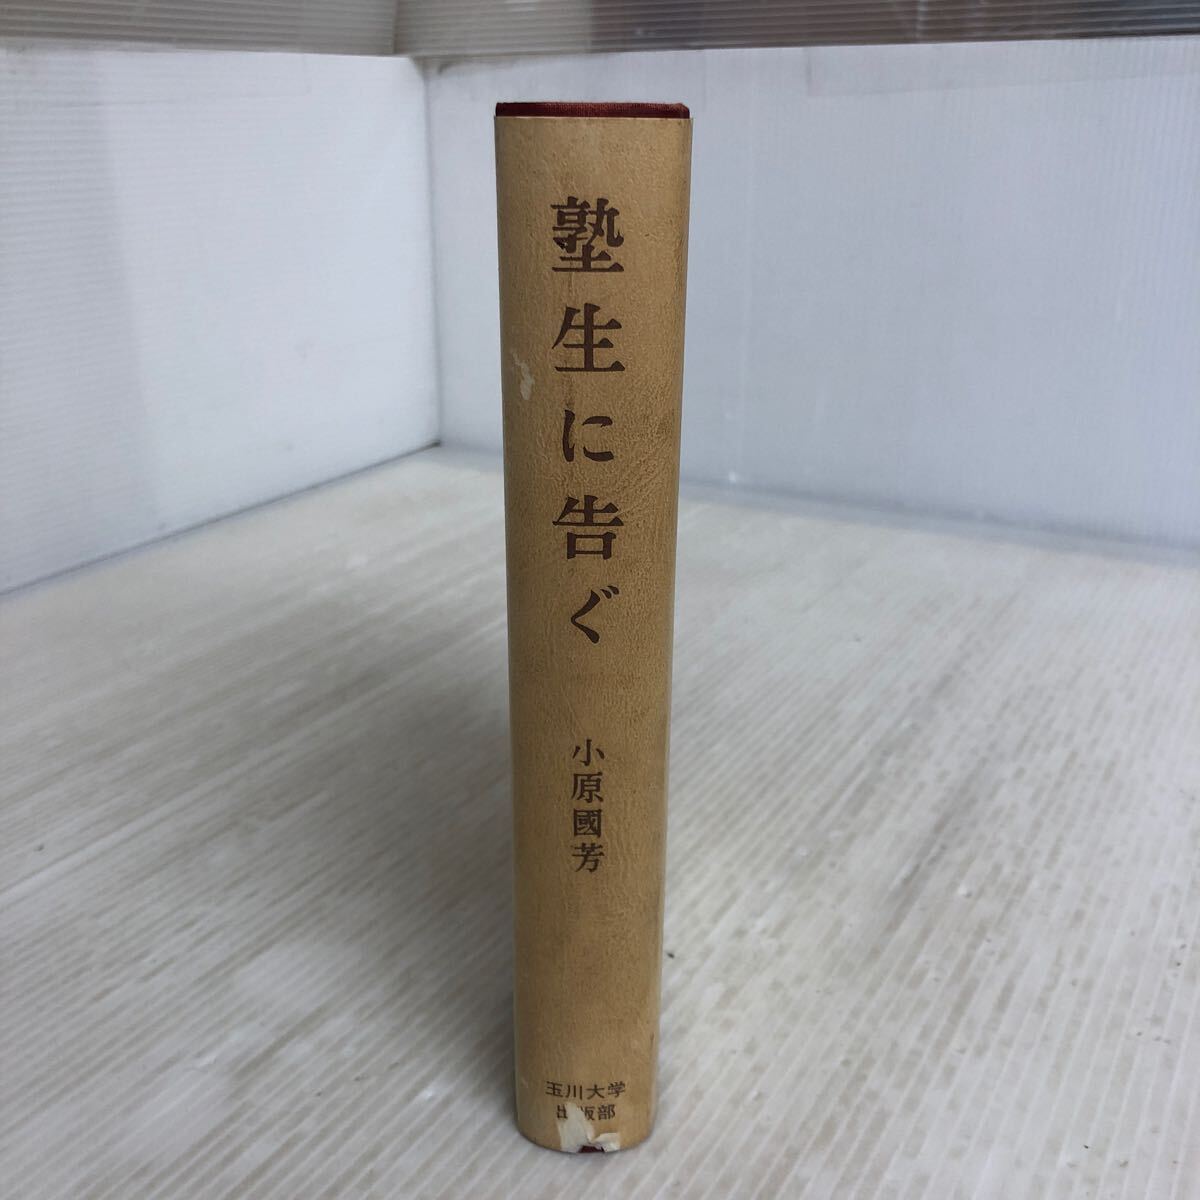 塾生に告ぐ
小原國芳
玉川大学
出版部